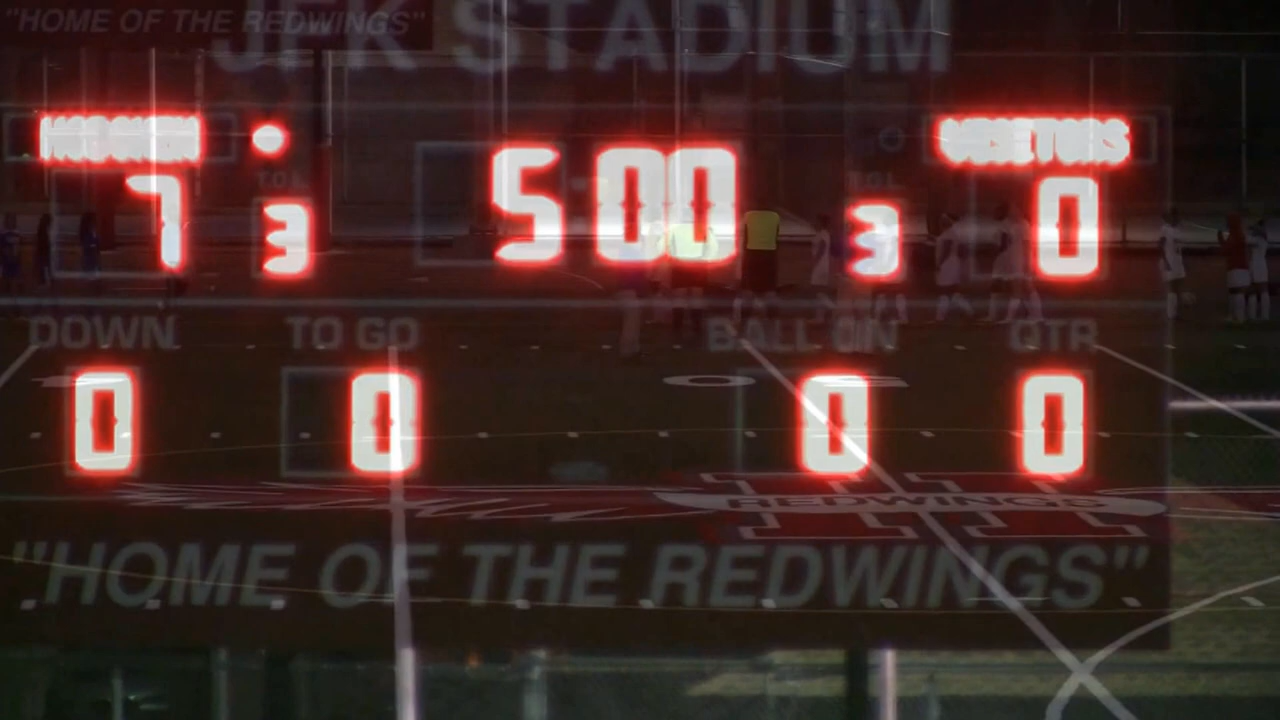 "HOME OF THE REDWINGS"
JFK STADIUM
VISITORS
T.O.L. T.O.L.
7 3 5 00 3 0
DOWN TO GO BALL ON QTR
0 0 0 0
H
REDWINGS
"HOME OF THE REDWINGS"